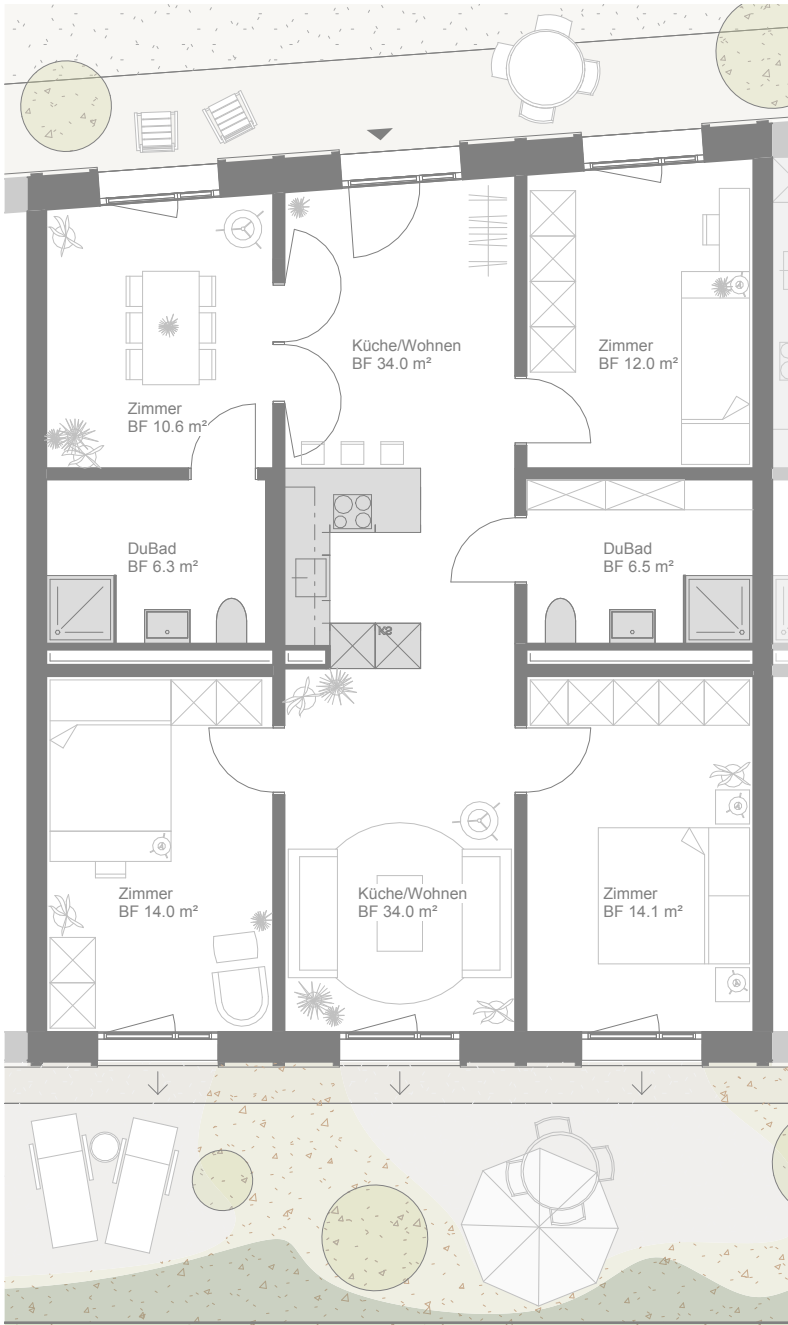 Küche/Wohnen
BF 34.0 m²
Zimmer
BF 12.0 m²
Zimmer
BF 10.6 m²
DuBad
BF 6.3 m²
DuBad
BF 6.5 m²
Zimmer
BF 14.0 m²
Küche/Wohnen
BF 34.0 m²
Zimmer
BF 14.1 m²